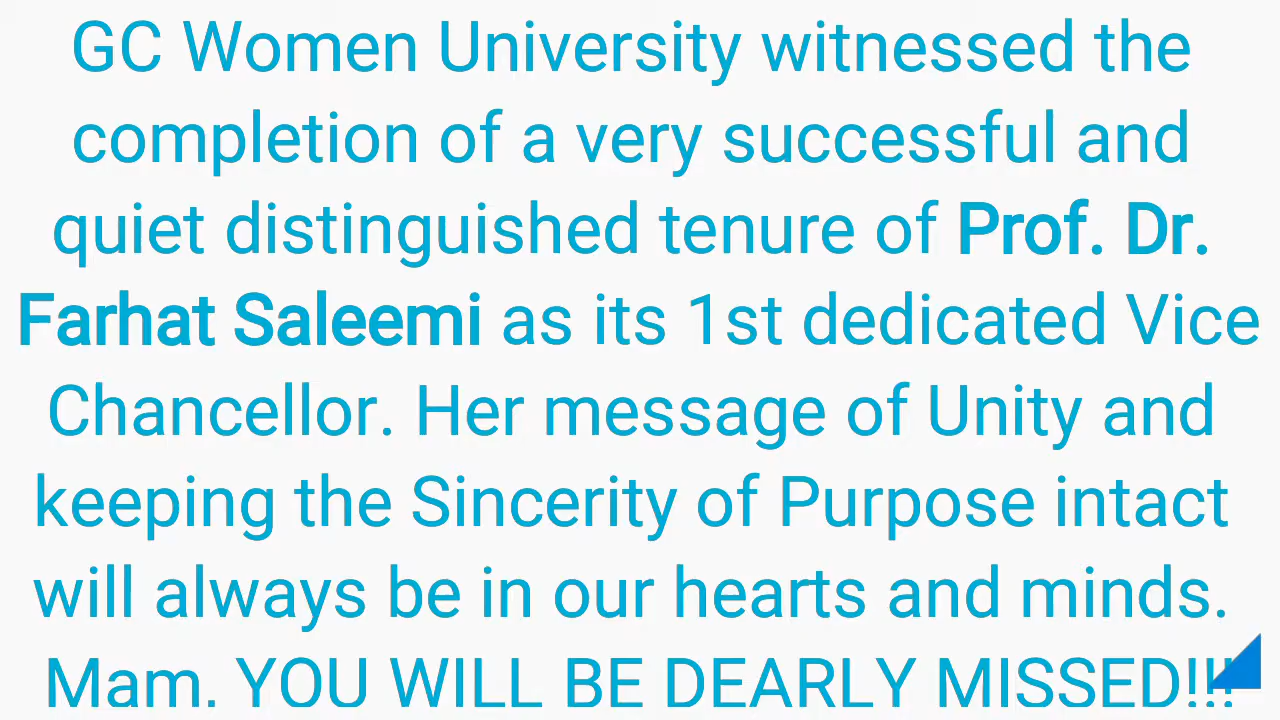 GC Women University witnessed the
completion of a very successful and
quiet distinguished tenure of Prof. Dr.
Farhat Saleemi as its 1st dedicated Vice
Chancellor. Her message of Unity and
keeping the Sincerity of Purpose intact
will always be in our hearts and minds.
Mam. YOU WILL BE DEARLY MISSED!!!